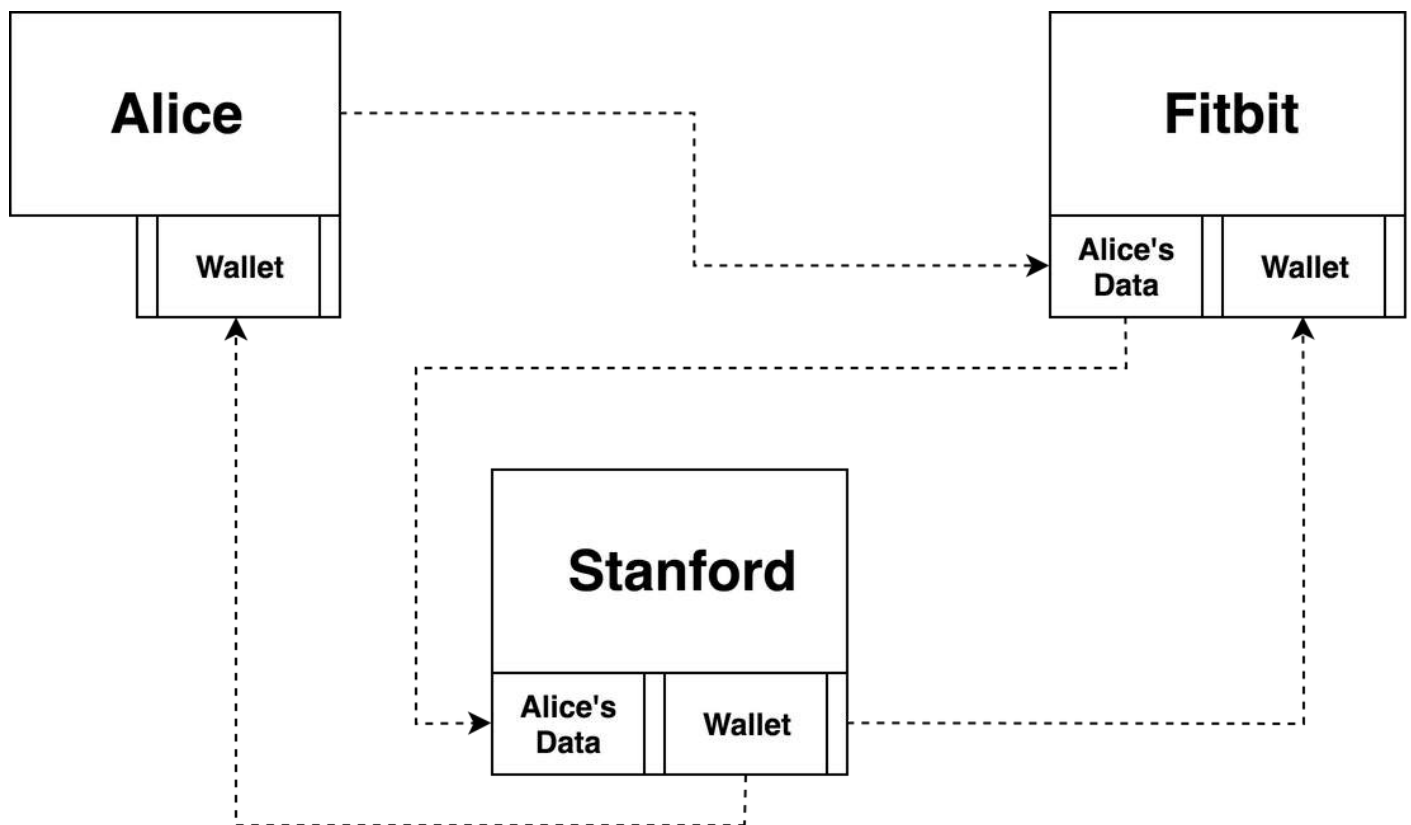 Alice
Fitbit
Wallet
Alice's
Data
Wallet
Stanford
Alice's
Data
Wallet